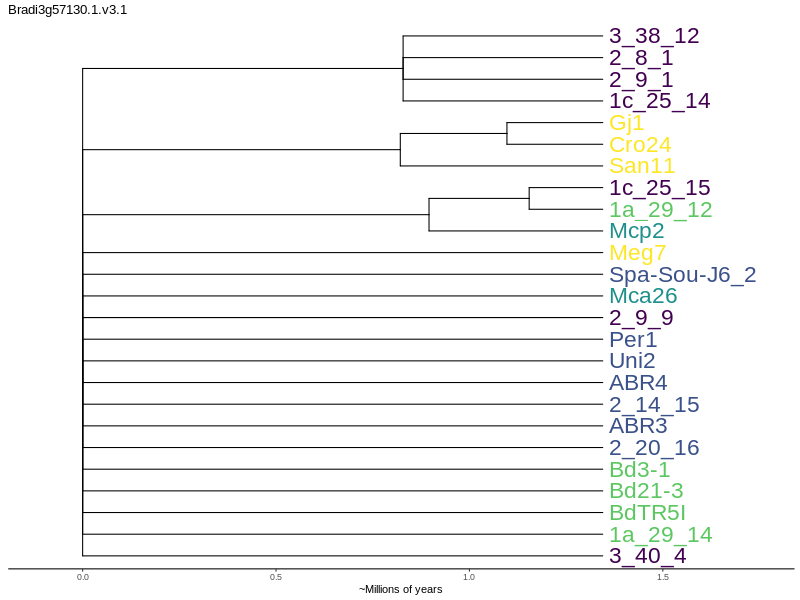 Bradi3g57130.1.v3.1
3_38_12
2_8_1
2_9_1
1c_25_14
Gj1
Cro24
San11
1c_25_15
1a_29_12
Mcp2
Meg7
Spa-Sou-J6_2
Mca26
2_9_9
Per1
Uni2
ABR4
2_14_15
ABR3
2_20_16
Bd3-1
Bd21-3
BdTR5I
1a_29_14
3_40_4
0.0 0.5 1.0 1.5
~Millions of years